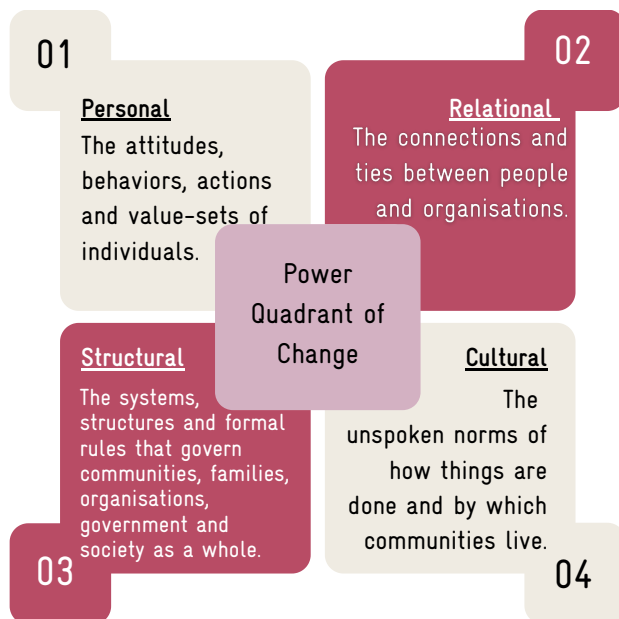 01
Personal
The attitudes,
behaviors, actions
and value-sets of
individuals.
02
Relational
The connections and
ties between people
and organisations.
Power
Quadrant of
Change
Structural
The systems,
structures and formal
rules that govern
communities, families,
organisations,
government and
society as a whole.
03
Cultural
The
unspoken norms of
how things are
done and by which
communities live.
04